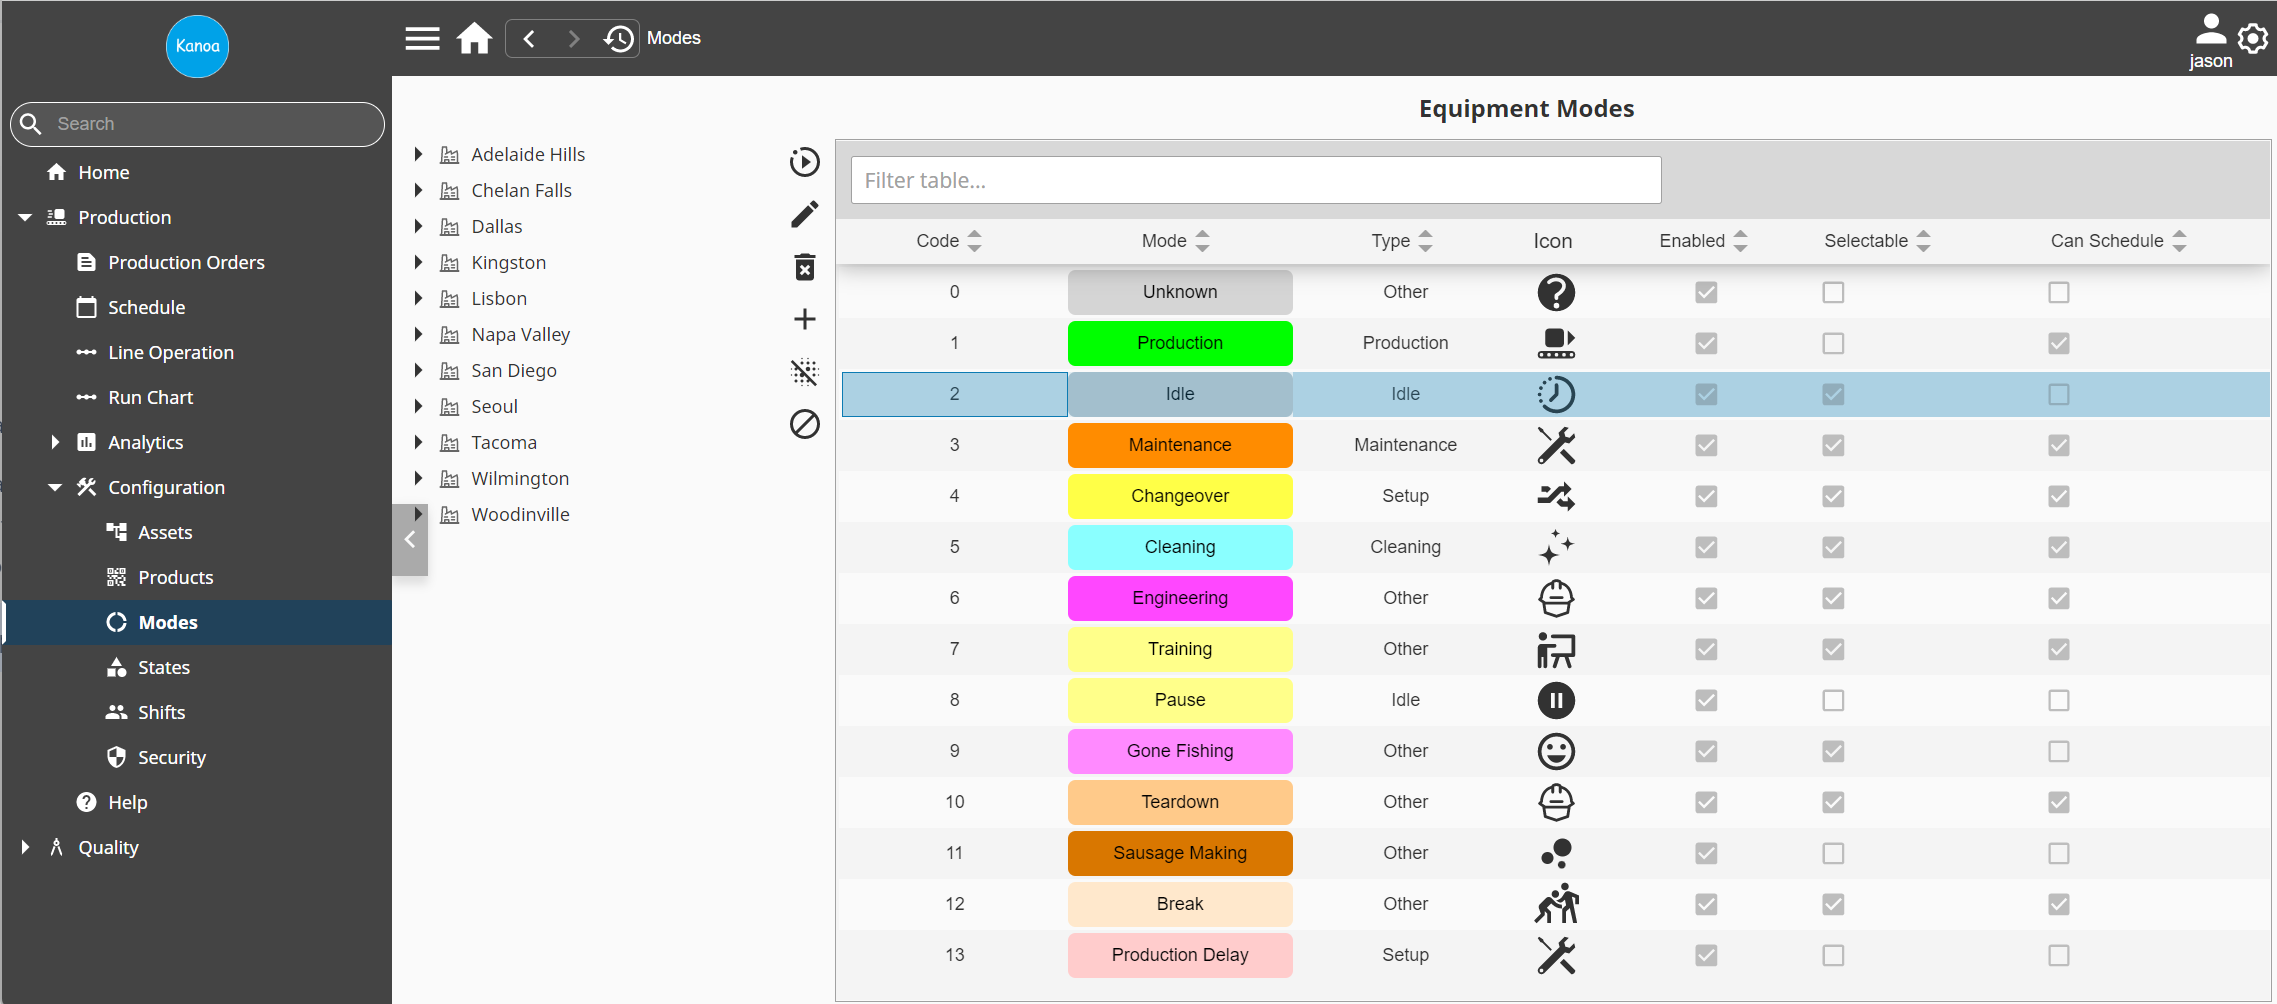 Kanoa
Search
Home
Production
Production Orders
Schedule
Line Operation
Run Chart
Analytics
Configuration
Assets
Products
Modes
States
Shifts
Security
Help
Quality
Modes
jason
Adelaide Hills
Chelan Falls
Dallas
Kingston
Lisbon
Napa Valley
San Diego
Seoul
Tacoma
Wilmington
Woodinville
Equipment Modes
Filter table...
Code Mode Type Icon Enabled Selectable Can Schedule
0 Unknown Other
1 Production Production
2 Idle Idle
3 Maintenance Maintenance
4 Changeover Setup
5 Cleaning Cleaning
6 Engineering Other
7 Training Other
8 Pause Idle
9 Gone Fishing Other
10 Teardown Other
11 Sausage Making Other
12 Break Other
13 Production Delay Setup